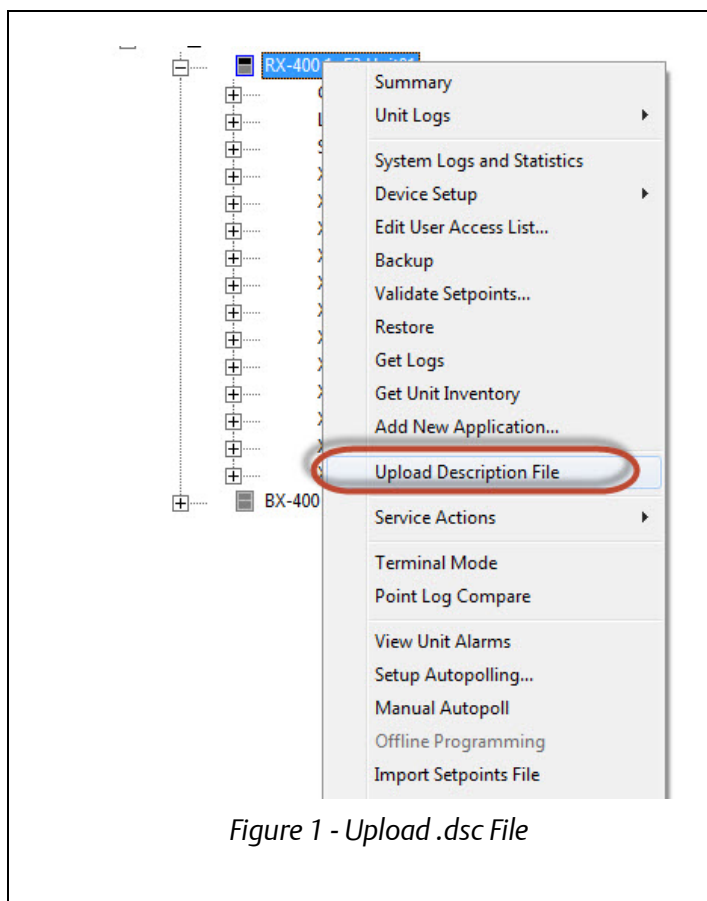 RX-400
Summary
Unit Logs
System Logs and Statistics
Device Setup
Edit User Access List...
Backup
Validate Setpoints...
Restore
Get Logs
Get Unit Inventory
Add New Application...
Upload Description File
BX-400
Service Actions
Terminal Mode
Point Log Compare
View Unit Alarms
Setup Autopolling...
Manual Autopoll
Offline Programming
Import Setpoints File
Figure 1 - Upload .dsc File